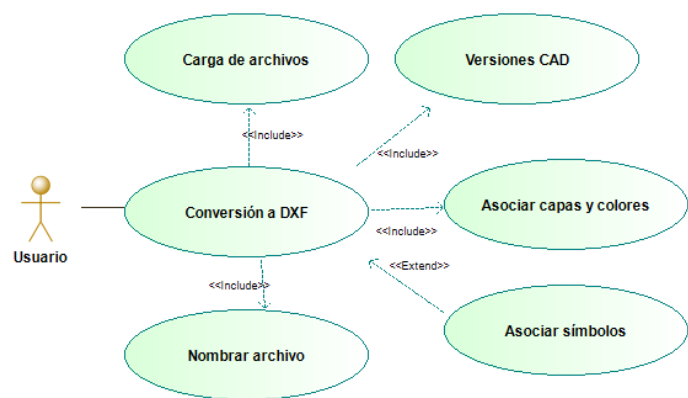 Carga de archivos
Versiones CAD
<<Include>>
<<Include>>
Conversión a DXF
Asociar capas y colores
<<Include>>
Usuario
<<Extend>>
<<Include>>
Asociar símbolos
Nombrar archivo